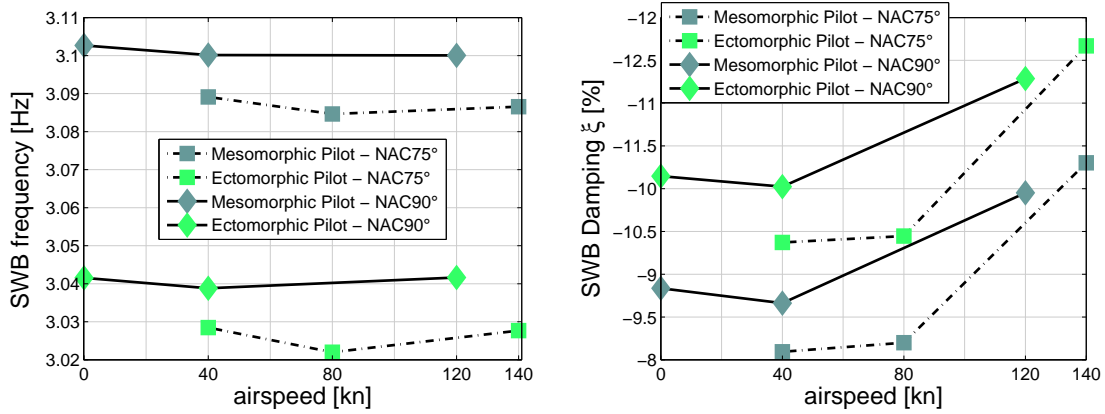 3.11
3.1
3.09
3.08
3.07
3.06
3.05
3.04
3.03
3.02
SWB frequency [Hz]
Mesomorphic Pilot – NAC75°
Ectomorphic Pilot – NAC75°
Mesomorphic Pilot – NAC90°
Ectomorphic Pilot – NAC90°
0 40 80 120 140
airspeed [kn]
–12
–12.5
–11
–11.5
–10
–10.5
–9
–9.5
–8
SWB Damping ξ [%]
Mesomorphic Pilot – NAC75°
Ectomorphic Pilot – NAC75°
Mesomorphic Pilot – NAC90°
Ectomorphic Pilot – NAC90°
0 40 80 120 140
airspeed [kn]